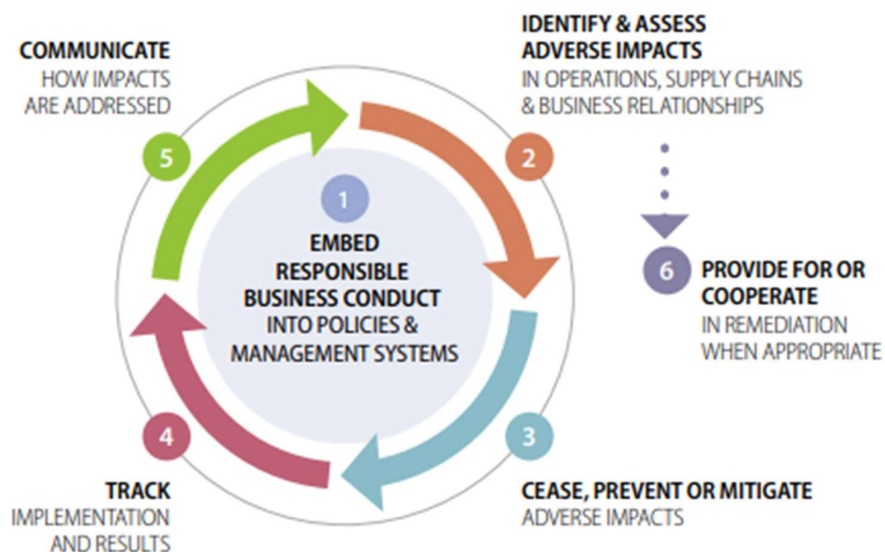 COMMUNICATE
HOW IMPACTS
ARE ADDRESSED
5
IDENTIFY & ASSESS
ADVERSE IMPACTS
IN OPERATIONS, SUPPLY CHAINS
& BUSINESS RELATIONSHIPS
2
1
EMBED
RESPONSIBLE
BUSINESS CONDUCT
INTO POLICIES &
MANAGEMENT SYSTEMS
6
PROVIDE FOR OR
COOPERATE
IN REMEDIATION
WHEN APPROPRIATE
4
TRACK
IMPLEMENTATION
AND RESULTS
3
CEASE, PREVENT OR MITIGATE
ADVERSE IMPACTS